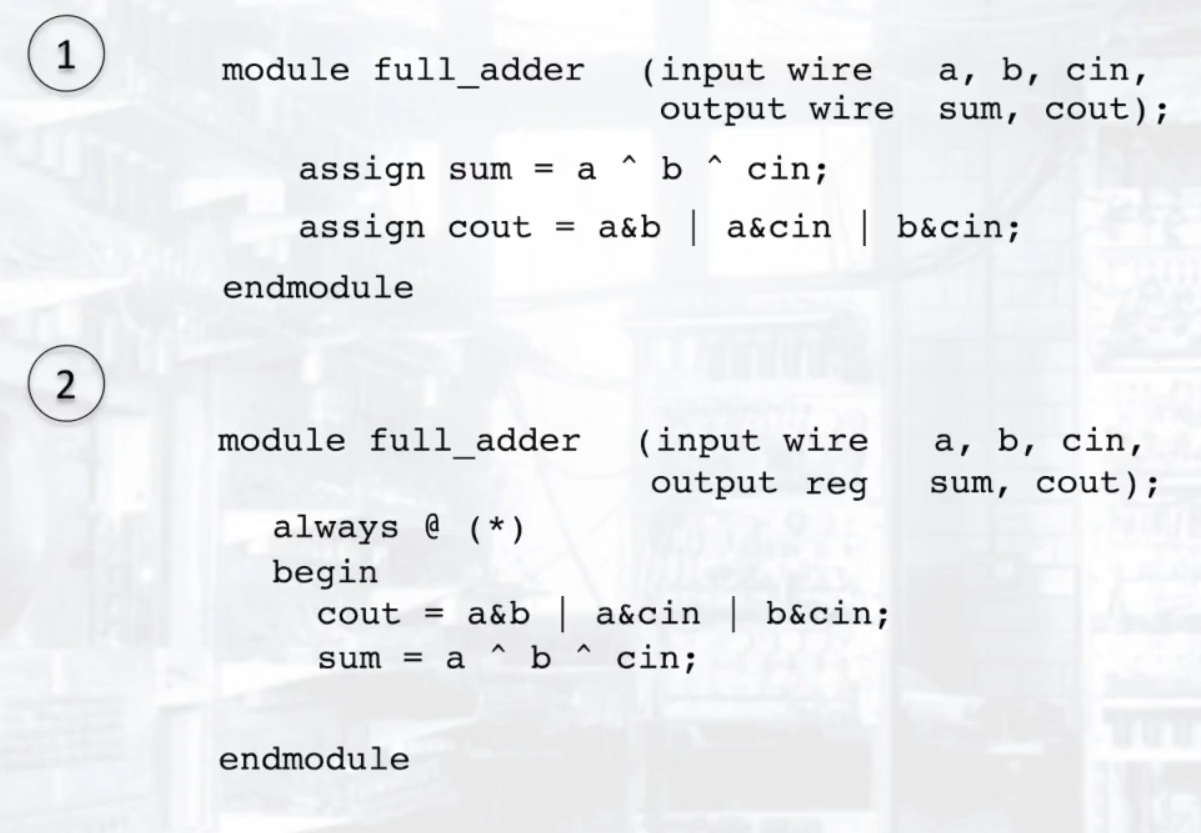 1
module full_adder (input wire a, b, cin,
output wire sum, cout);
assign sum = a ^ b ^ cin;
assign cout = a&b | a&cin | b&cin;
endmodule
2
module full_adder (input wire a, b, cin,
output reg sum, cout);
always @ (*)
begin
cout = a&b | a&cin | b&cin;
sum = a ^ b ^ cin;
endmodule